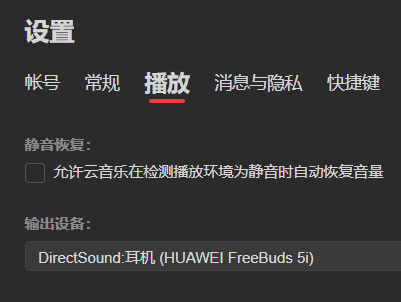 设置
帐号 常规 播放 消息与隐私 快捷键
静音恢复：
允许云音乐在检测播放环境为静音时自动恢复音量
输出设备：
DirectSound:耳机 (HUAWEI FreeBuds 5i)